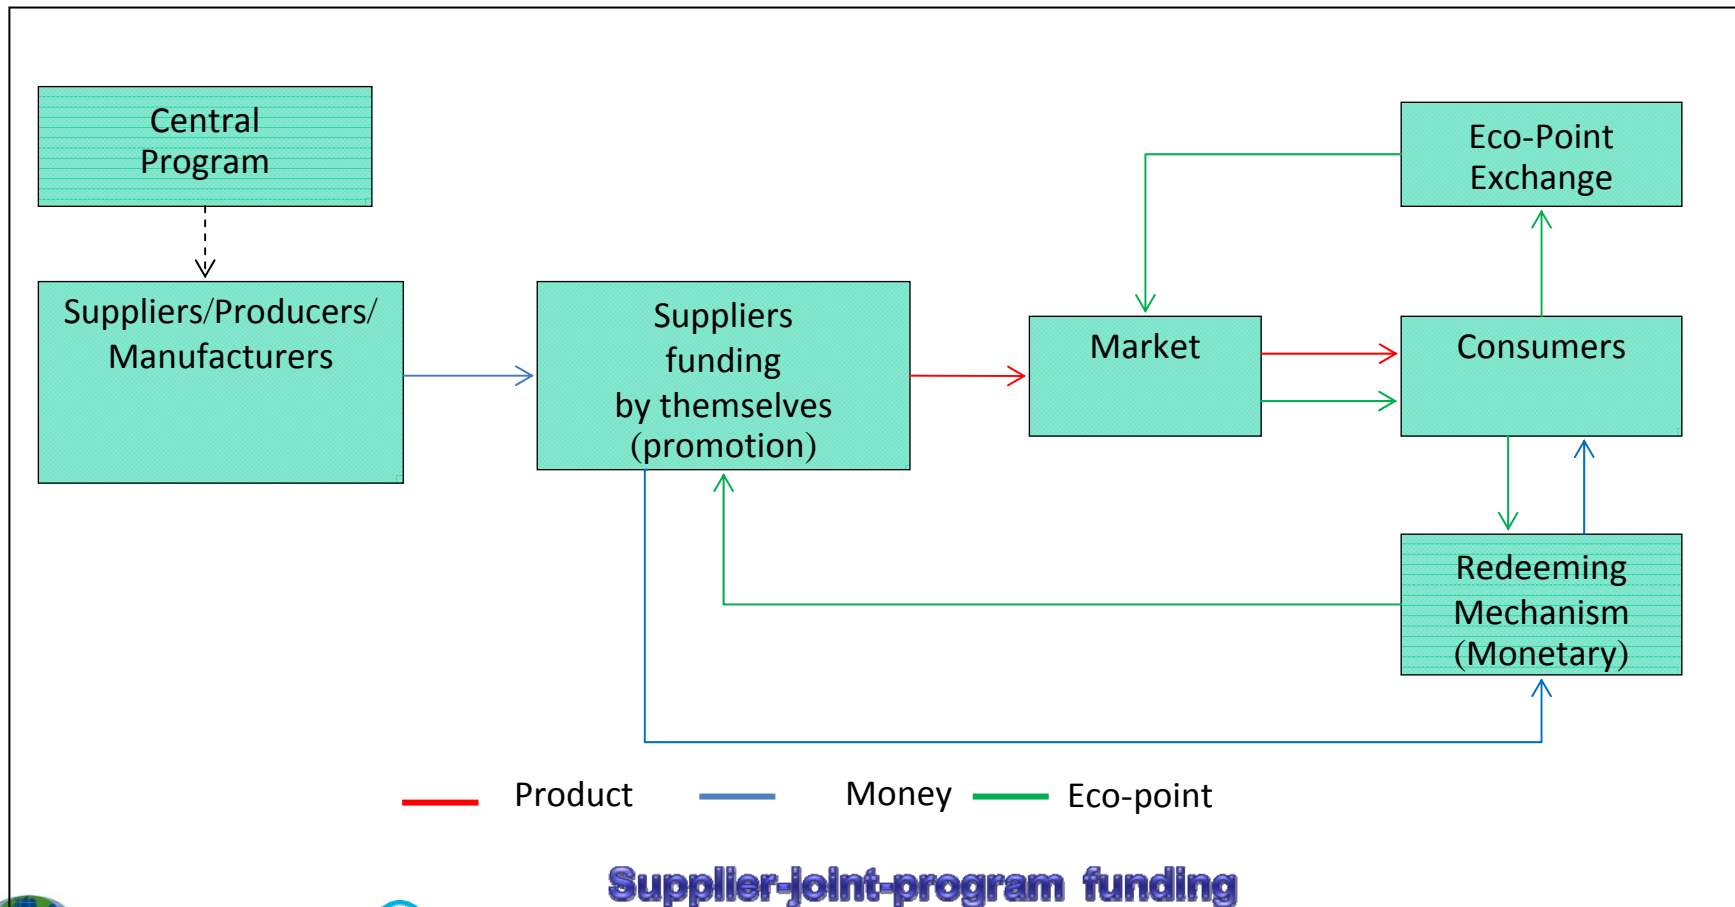 Central
Program
Eco-Point
Exchange
Suppliers/Producers/
Manufacturers
Suppliers
funding
by themselves
(promotion)
Market
Consumers
Redeeming
Mechanism
(Monetary)
Product
Money
Eco-point
Supplier-joint-program funding